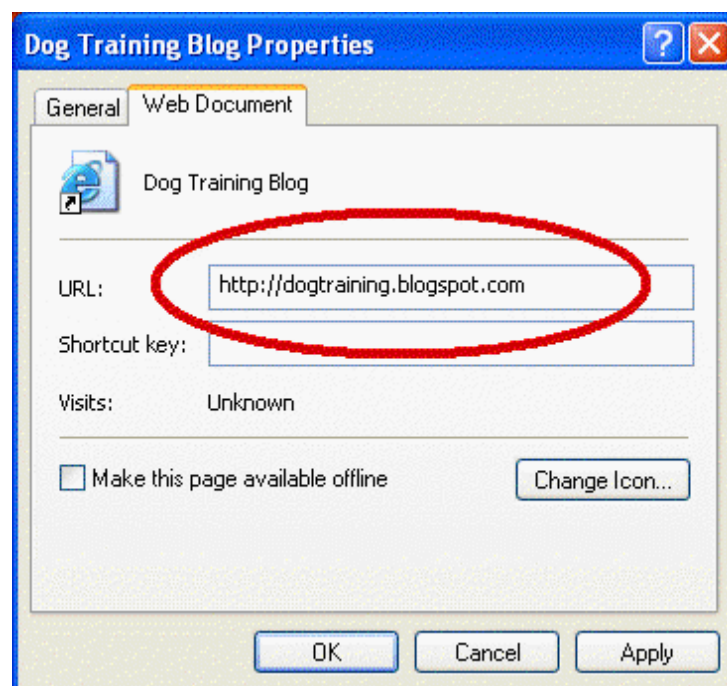 Dog Training Blog Properties
General Web Document
Dog Training Blog
URL: http://dogtraining.blogspot.com
Shortcut key:
Visits: Unknown
Make this page available offline Change Icon...
OK Cancel Apply